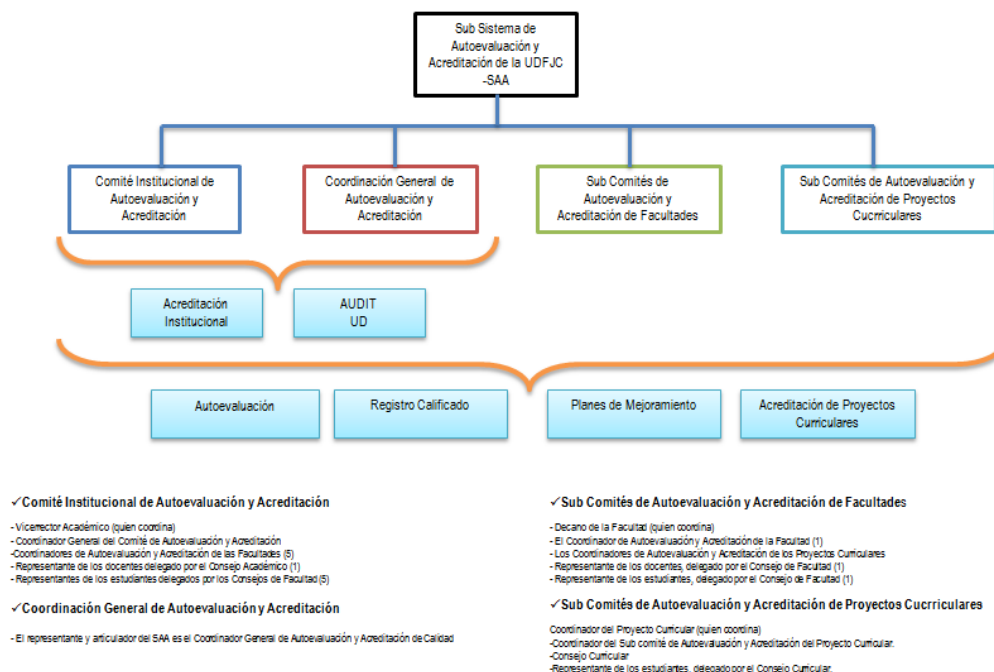 Sub Sistema de
Autoevaluación y
Acreditación de la UDFJC
-SAA
Comité Institucional de
Autoevaluación y
Acreditación
Coordinación General de
Autoevaluación y
Acreditación
Sub Comités de
Autoevaluación y
Acreditación de Facultades
Sub Comités de Autoevaluación y
Acreditación de Proyectos
Cucrriculares
Acreditación
Institucional
AUDIT
UD
Autoevaluación
Registro Calificado
Planes de Mejoramiento
Acreditación de Proyectos
Curriculares
✓Comité Institucional de Autoevaluación y Acreditación
- Vicerrector Académico (quien coordina)
- Coordinador General del Comité de Autoevaluación y Acreditación
-Coordinadores de Autoevaluación y Acreditación de las Facultades (5)
- Representante de los docentes delegado por el Consejo Académico (1)
- Representantes de los estudiantes delegados por los Consejos de Facultad (5)
✓Coordinación General de Autoevaluación y Acreditación
- El representante y articulador del SAA es el Coordinador General de Autoevaluación y Acreditación de Calidad
✓Sub Comités de Autoevaluación y Acreditación de Facultades
- Decano de la Facultad (quien coordina)
- El Coordinador de Autoevaluación y Acreditación de la Facultad (1)
- Los Coordinadores de Autoevaluación y Acreditación de los Proyectos Curriculares
- Representante de los docentes, delegado por el Consejo de Facultad (1)
- Representante de los estudiantes, delegado por el Consejo de Facultad (1)
✓Sub Comités de Autoevaluación y Acreditación de Proyectos Cucrriculares
Coordinador del Proyecto Curricular (quien coordina)
-Coordinador del Sub comité de Autoevaluación y Acreditación del Proyecto Curricular.
-Consejo Curricular
-Representante de los estudiantes, delegado por el Consejo Curricular.